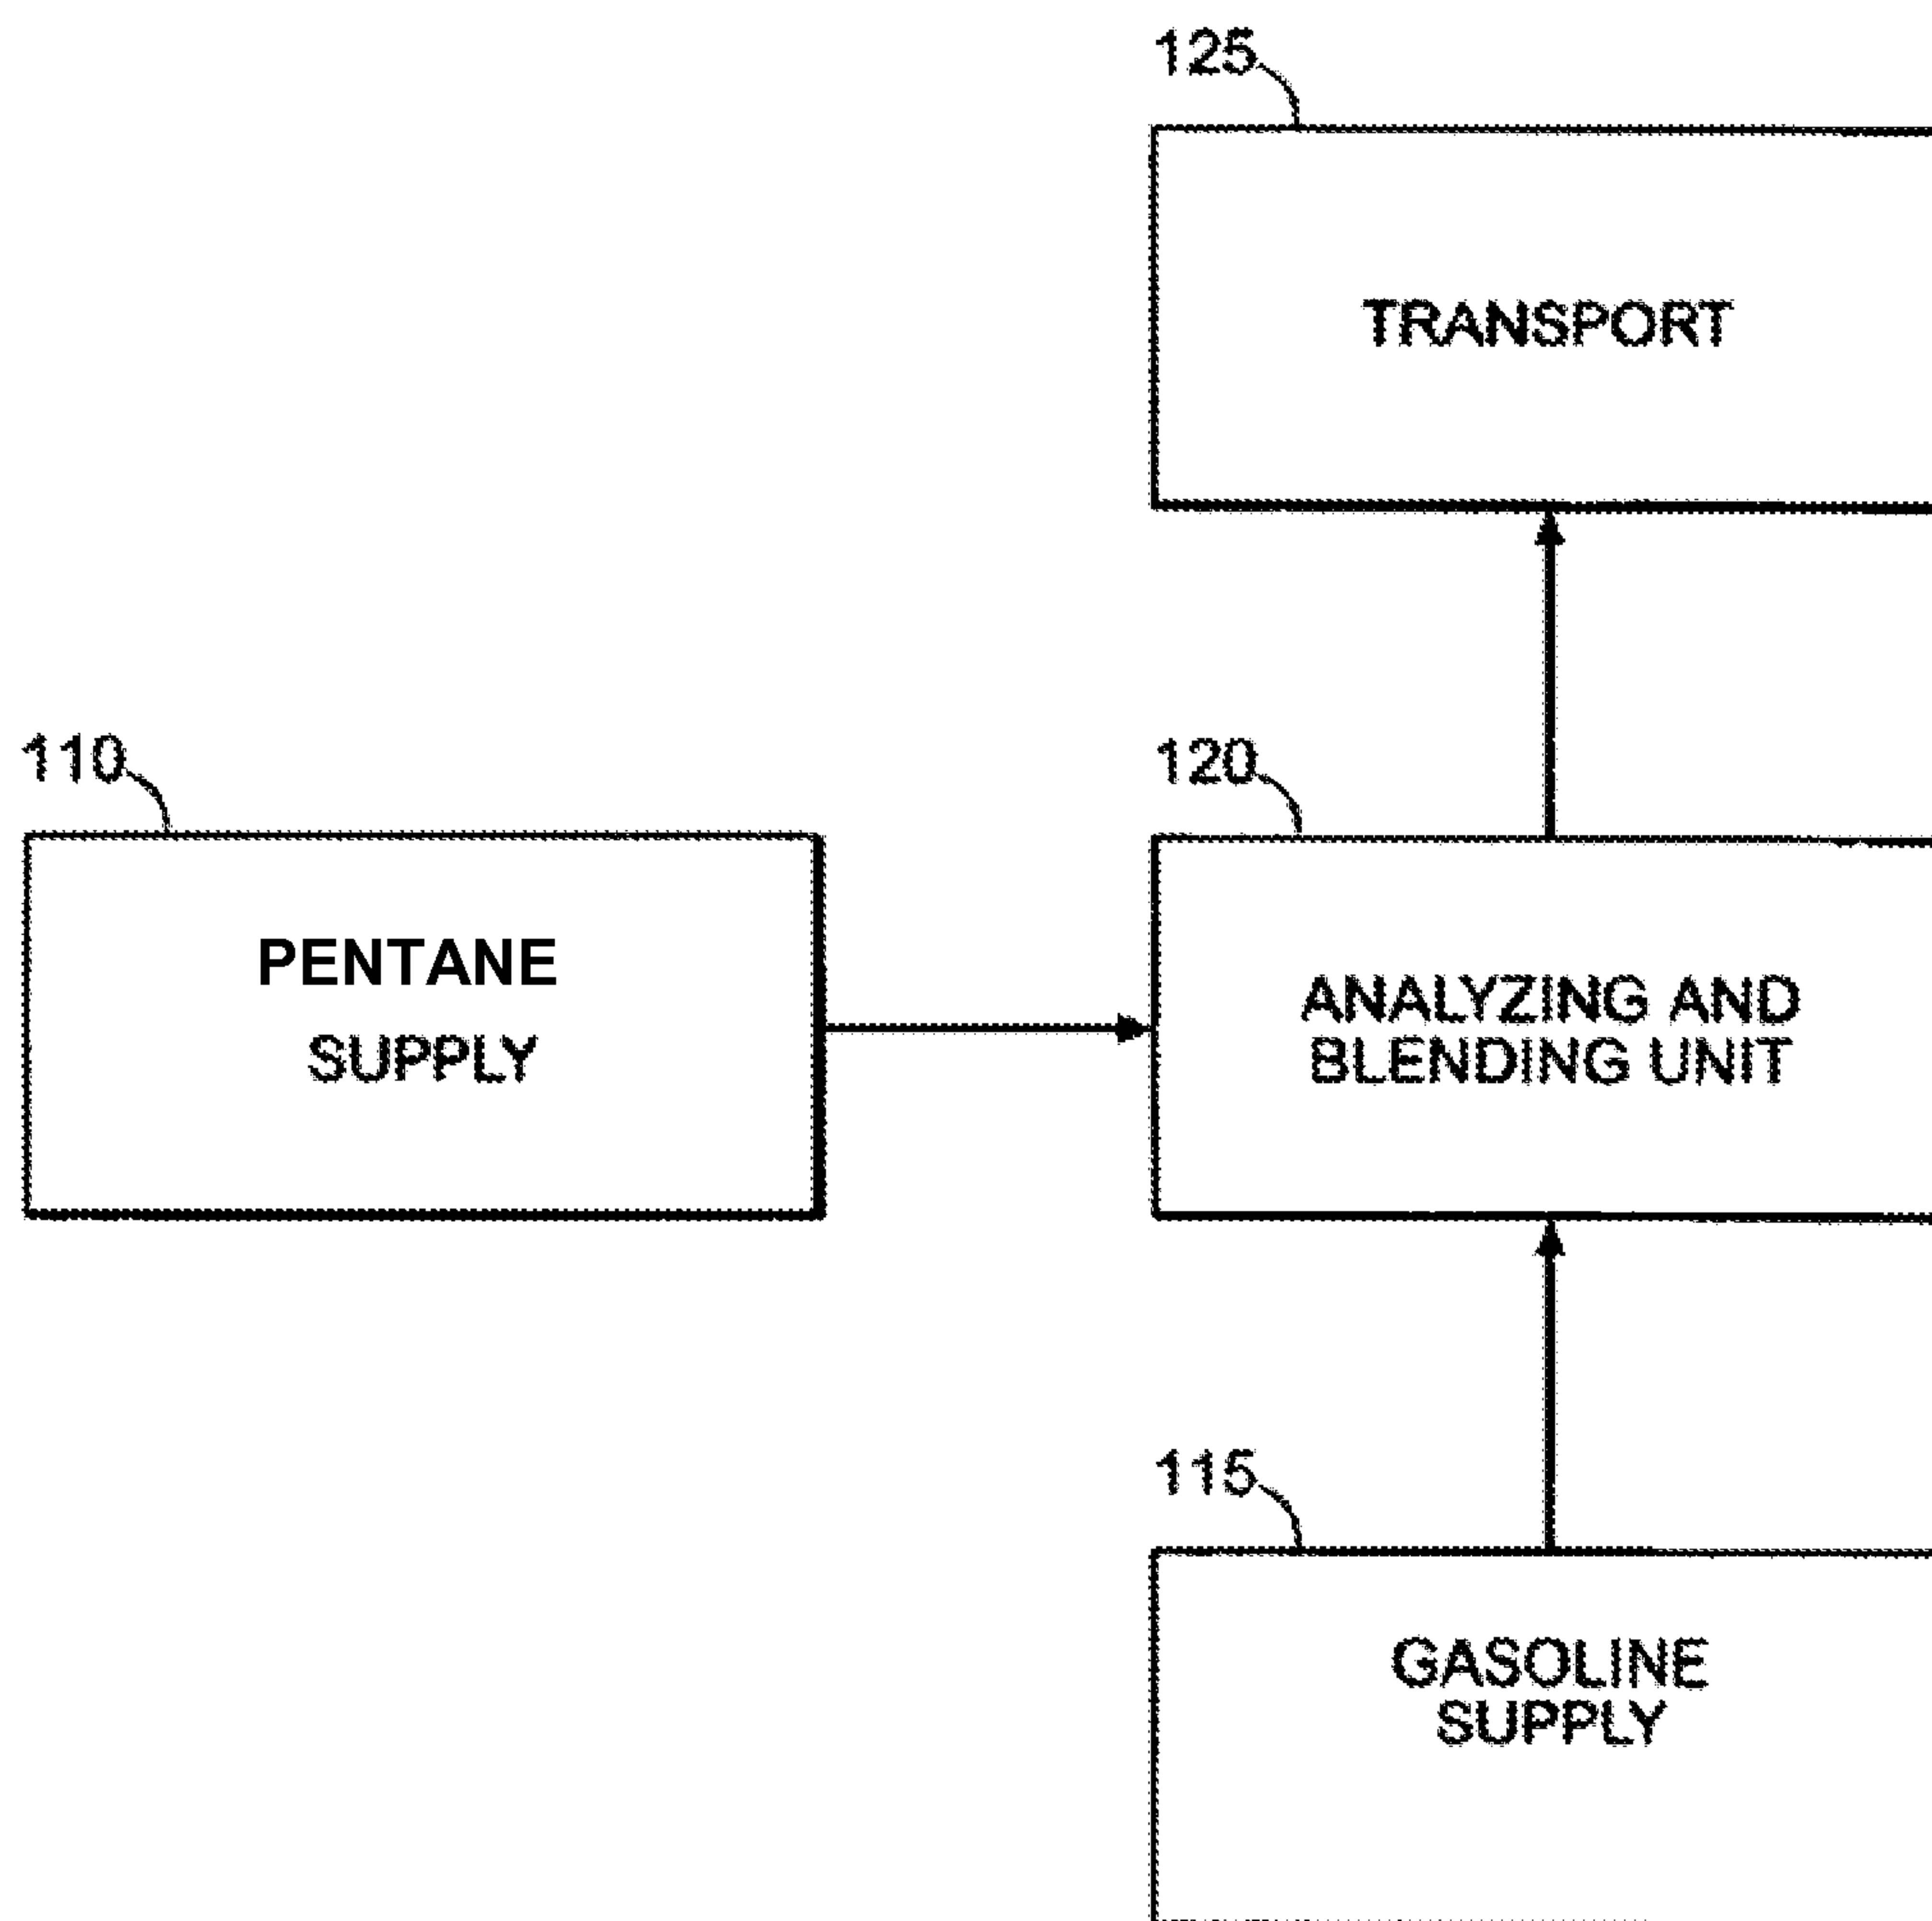 125
TRANSPORT
110
120
PENTANE
SUPPLY
ANALYZING AND
BLENDING UNIT
115
GASOLINE
SUPPLY